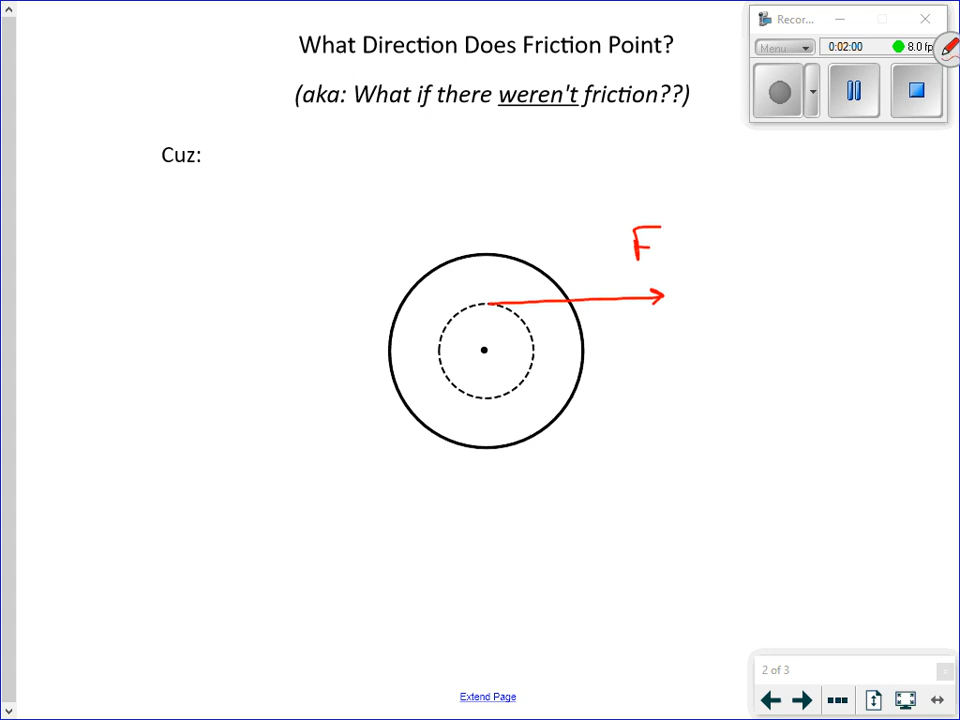 What Direction Does Friction Point?
(aka: What if there weren't friction??)
Cuz:
F
Recor...
Menu
0:02:00
8.0 fp
2 of 3
Extend Page